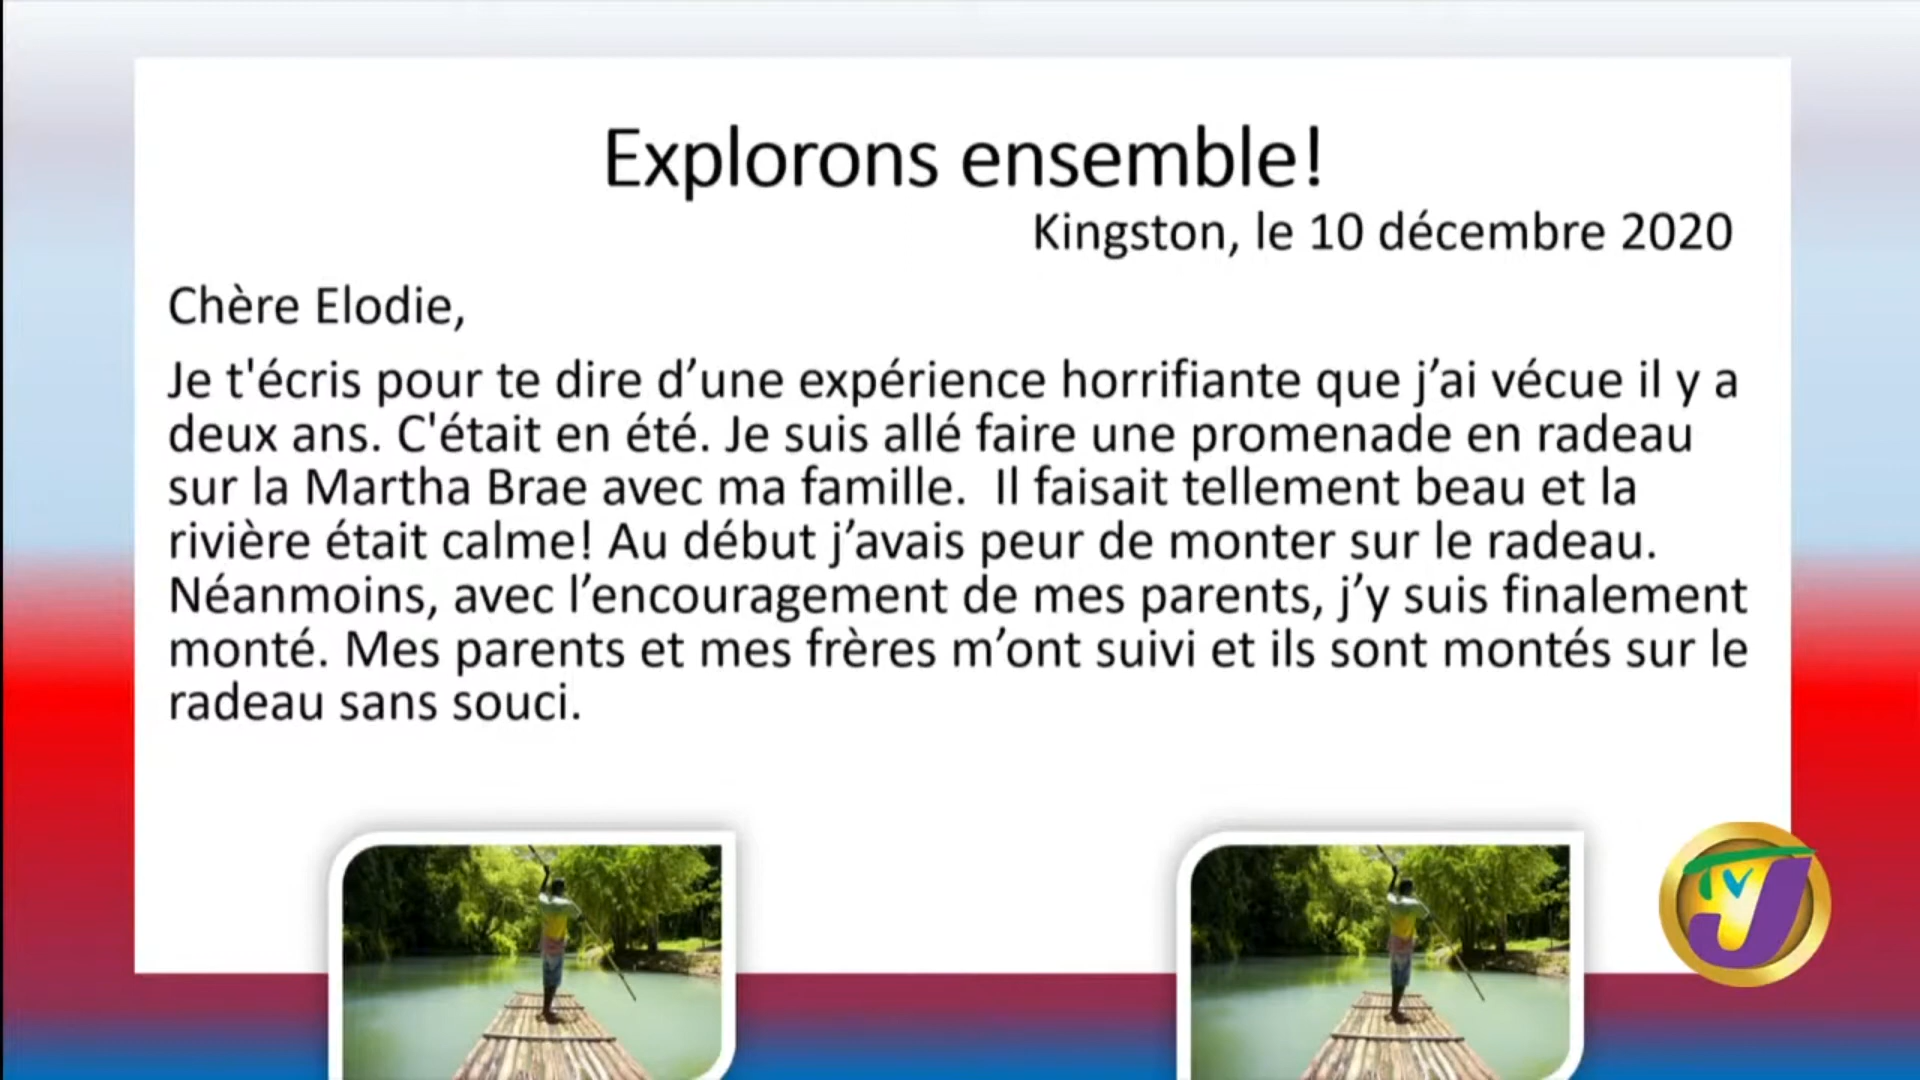 Explorons ensemble!
Kingston, le 10 décembre 2020
Chère Elodie,
Je t'écris pour te dire d’une expérience horrifiante que j’ai vécue il y a
deux ans. C'était en été. Je suis allé faire une promenade en radeau
sur la Martha Brae avec ma famille.  Il faisait tellement beau et la
rivière était calme! Au début j’avais peur de monter sur le radeau.
Néanmoins, avec l’encouragement de mes parents, j’y suis finalement
monté. Mes parents et mes frères m’ont suivi et ils sont montés sur le
radeau sans souci.
TVJ